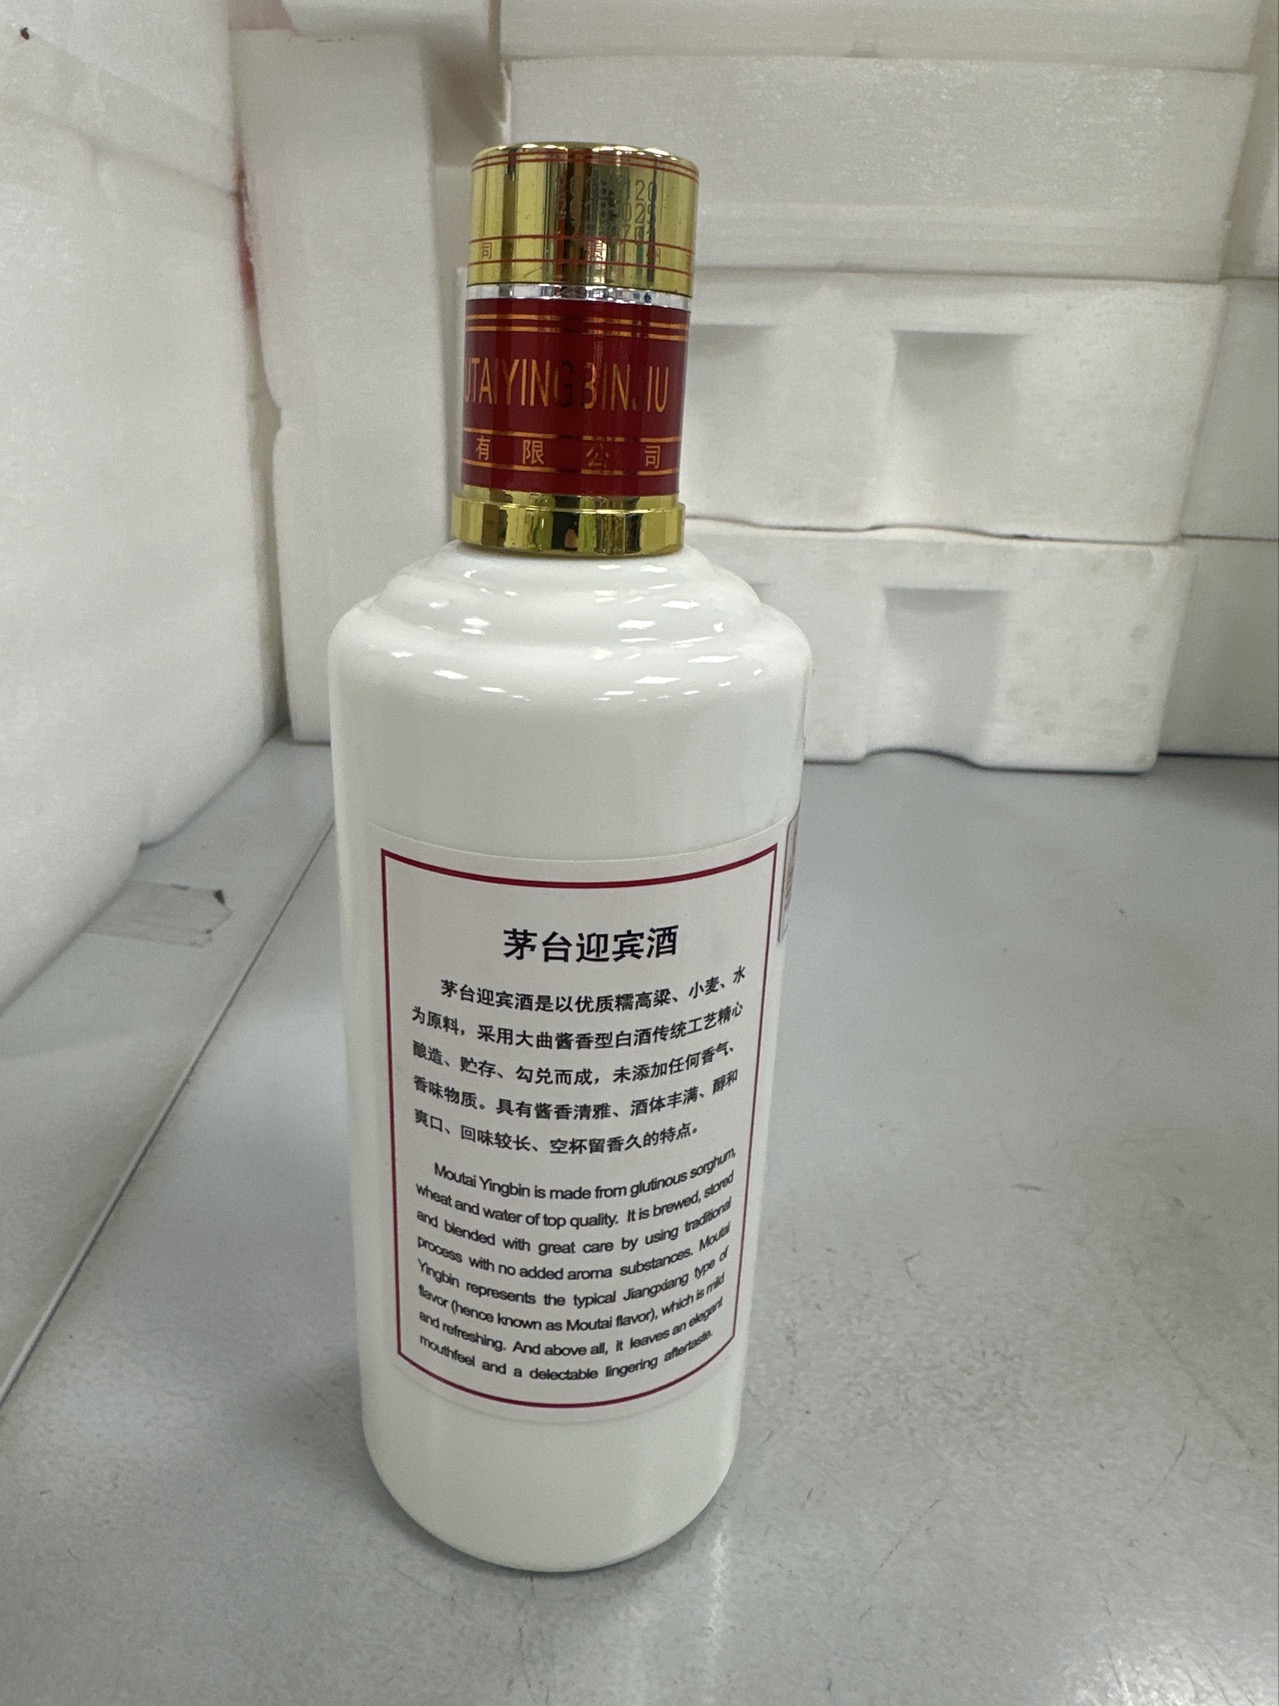 司 贵 州
UTAIYINGBINJIU
有限公司
茅台迎宾酒
茅台迎宾酒是以优质糯高粱、小麦、水
为原料，采用大曲酱香型白酒传统工艺精心
酿造、贮存、勾兑而成，未添加任何香气、
香味物质。具有酱香清雅、酒体丰满、醇和
爽口、回味较长、空杯留香久的特点。
Moutai Yingbin is made from glutinous sorghum,
wheat and water of top quality. It is brewed, stored
and blended with great care by using traditional
process with no added aroma substances. Moutai
Yingbin represents the typical Jiangxiang type of
flavor (hence known as Moutai flavor), which is mild
and refreshing. And above all, it leaves an elegant
mouthfeel and a delectable lingering aftertaste.